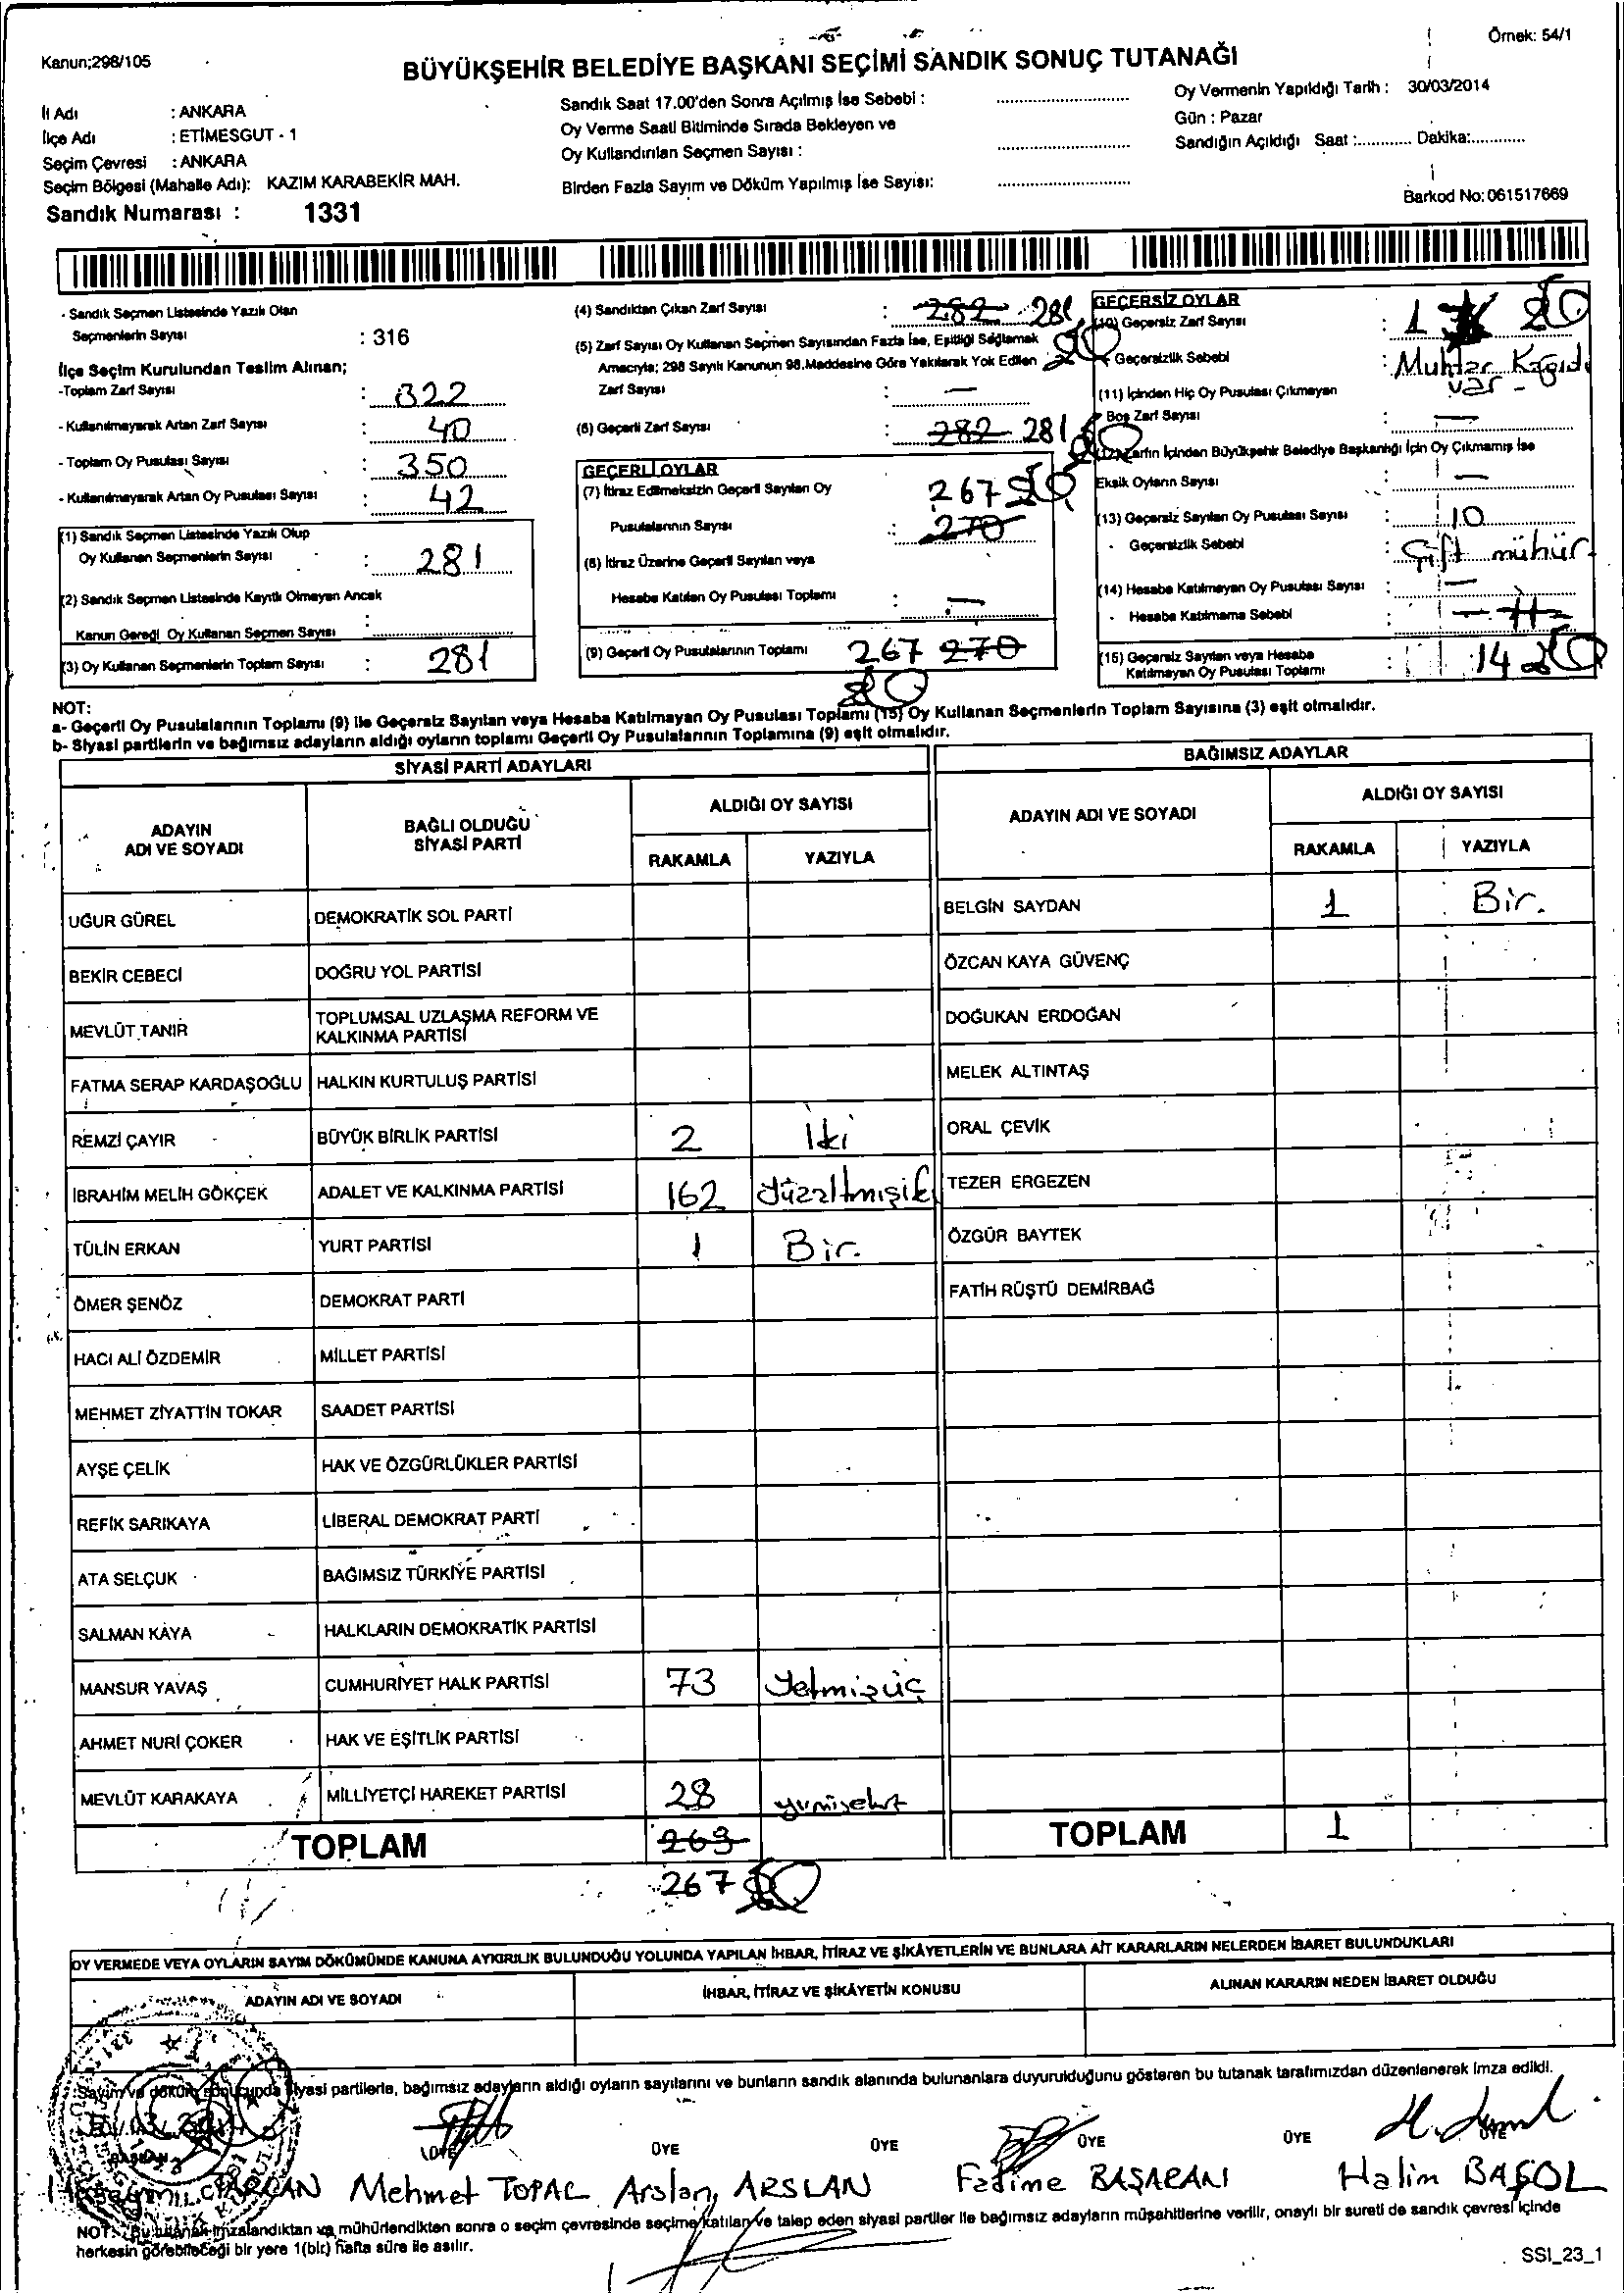 Örnek: 54/1
Kanun;298/105
BÜYÜKŞEHİR BELEDİYE BAŞKANI SEÇİMİ SANDIK SONUÇ TUTANAĞI
İl Adı : ANKARA
İlçe Adı : ETİMESGUT - 1
Seçim Çevresi : ANKARA
Seçim Bölgesi (Mahalle Adı): KAZIM KARABEKİR MAH.
Sandık Numarası : 1331
Sandık Saat 17.00'den Sonra Açılmış İse Sebebi :
Oy Verme Saati Bitiminde Sırada Bekleyen ve
Oy Kullandırılan Seçmen Sayısı :
Birden Fazla Sayım ve Döküm Yapılmış İse Sayısı:
Oy Vermenin Yapıldığı Tarih : 30/03/2014
Gün : Pazar
Sandığın Açıldığı Saat :............ Dakika:............
Barkod No: 061517669
- Sandık Seçmen Listesinde Yazılı Olan
Seçmenlerin Sayısı : 316
İlçe Seçim Kurulundan Teslim Alınan;
-Toplam Zarf Sayısı : 322
- Kullanılmayarak Artan Zarf Sayısı : 40
- Toplam Oy Pusulası Sayısı : 350
- Kullanılmayarak Artan Oy Pusulası Sayısı : 42
(1) Sandık Seçmen Listesinde Yazılı Olup
Oy Kullanan Seçmenlerin Sayısı : 281
(2) Sandık Seçmen Listesinde Kayıtlı Olmayan Ancak
Kanun Gereği Oy Kullanan Seçmen Sayısı :
(3) Oy Kullanan Seçmenlerin Toplam Sayısı : 281
(4) Sandıktan Çıkan Zarf Sayısı : 282 281
(5) Zarf Sayısı Oy Kullanan Seçmen Sayısından Fazla İse, Eşitliği Sağlamak
Amacıyla; 298 Sayılı Kanunun 98.Maddesine Göre Yakılarak Yok Edilen
Zarf Sayısı : —
(6) Geçerli Zarf Sayısı : 282 281
GEÇERLİ OYLAR
(7) İtiraz Edilmeksizin Geçerli Sayılan Oy 267
Pusulalarının Sayısı : 270
(8) İtiraz Üzerine Geçerli Sayılan veya
Hesaba Katılan Oy Pusulası Toplamı : —
(9) Geçerli Oy Pusulalarının Toplamı 267 270
GEÇERSİZ OYLAR
(10) Geçersiz Zarf Sayısı : 1
Geçersizlik Sebebi : Muhtar Kağıdı
var -
(11) İçinden Hiç Oy Pusulası Çıkmayan
Boş Zarf Sayısı : —
(12) Zarfın İçinden Büyükşehir Belediye Başkanlığı İçin Oy Çıkmamış İse
Eksik Oyların Sayısı : —
(13) Geçersiz Sayılan Oy Pusulası Sayısı : 10
- Geçersizlik Sebebi : Çift mühür
(14) Hesaba Katılmayan Oy Pusulası Sayısı : —
- Hesaba Katılmama Sebebi :
(15) Geçersiz Sayılan veya Hesaba
Katılmayan Oy Pusulası Toplamı : 14
NOT:
a- Geçerli Oy Pusulalarının Toplamı (9) ile Geçersiz Sayılan veya Hesaba Katılmayan Oy Pusulası Toplamı (15) Oy Kullanan Seçmenlerin Toplam Sayısına (3) eşit olmalıdır.
b- Siyasi partilerin ve bağımsız adayların aldığı oyların toplamı Geçerli Oy Pusulalarının Toplamına (9) eşit olmalıdır.
SİYASİ PARTİ ADAYLARI
ADAYIN ADI VE SOYADI
BAĞLI OLDUĞU SİYASİ PARTİ
ALDIĞI OY SAYISI
RAKAMLA YAZIYLA
UĞUR GÜREL DEMOKRATİK SOL PARTİ
BEKİR CEBECİ DOĞRU YOL PARTİSİ
MEVLÜT TANIR TOPLUMSAL UZLAŞMA REFORM VE KALKINMA PARTİSİ
FATMA SERAP KARDAŞOĞLU HALKIN KURTULUŞ PARTİSİ
REMZİ ÇAYIR BÜYÜK BİRLİK PARTİSİ 2 İki
İBRAHİM MELİH GÖKÇEK ADALET VE KALKINMA PARTİSİ 162 Yüzaltmışik
TÜLİN ERKAN YURT PARTİSİ 1 Bir.
ÖMER ŞENÖZ DEMOKRAT PARTİ
HACI ALİ ÖZDEMİR MİLLET PARTİSİ
MEHMET ZİYATTİN TOKAR SAADET PARTİSİ
AYŞE ÇELİK HAK VE ÖZGÜRLÜKLER PARTİSİ
REFİK SARIKAYA LİBERAL DEMOKRAT PARTİ
ATA SELÇUK BAĞIMSIZ TÜRKİYE PARTİSİ
SALMAN KAYA HALKLARIN DEMOKRATİK PARTİSİ
MANSUR YAVAŞ CUMHURİYET HALK PARTİSİ 73 Yetmişüç
AHMET NURİ ÇOKER HAK VE EŞİTLİK PARTİSİ
MEVLÜT KARAKAYA MİLLİYETÇİ HAREKET PARTİSİ 28 yirmisekiz
TOPLAM 263
267
BAĞIMSIZ ADAYLAR
ADAYIN ADI VE SOYADI
ALDIĞI OY SAYISI
RAKAMLA YAZIYLA
BELGİN SAYDAN 1 Bir.
ÖZCAN KAYA GÜVENÇ
DOĞUKAN ERDOĞAN
MELEK ALTINTAŞ
ORAL ÇEVİK
TEZER ERGEZEN
ÖZGÜR BAYTEK
FATİH RÜŞTÜ DEMİRBAĞ
TOPLAM 1
OY VERMEDE VEYA OYLARIN SAYIM DÖKÜMÜNDE KANUNA AYKIRILIK BULUNDUĞU YOLUNDA YAPILAN İHBAR, İTİRAZ VE ŞİKÂYETLERİN VE BUNLARA AİT KARARLARIN NELERDEN İBARET BULUNDUKLARI
ADAYIN ADI VE SOYADI İHBAR, İTİRAZ VE ŞİKÂYETİN KONUSU ALINAN KARARIN NEDEN İBARET OLDUĞU
Sayım ve döküm sonucunda siyasi partilerle, bağımsız adayların aldığı oyların sayılarını ve bunların sandık alanında bulunanlara duyurulduğunu gösteren bu tutanak tarafımızdan düzenlenerek imza edildi.
BAŞKAN ÜYE ÜYE ÜYE ÜYE ÜYE ÜYE
Mehmet TOPAL Arslan ARSLAN Fadime BAŞARAN Halim BAŞOL
NOT: Bu tutanak imzalandıktan ve mühürlendikten sonra o seçim çevresinde seçime katılan ve talep eden siyasi partiler ile bağımsız adayların müşahitlerine verilir, onaylı bir sureti de sandık çevresi içinde
herkesin görebileceği bir yere 1(bir) hafta süre ile asılır.
SSI_23_1